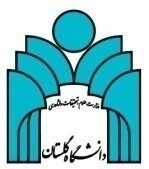 وزارت علوم، تحقیقات و فناوری
دانشگاه گلستان